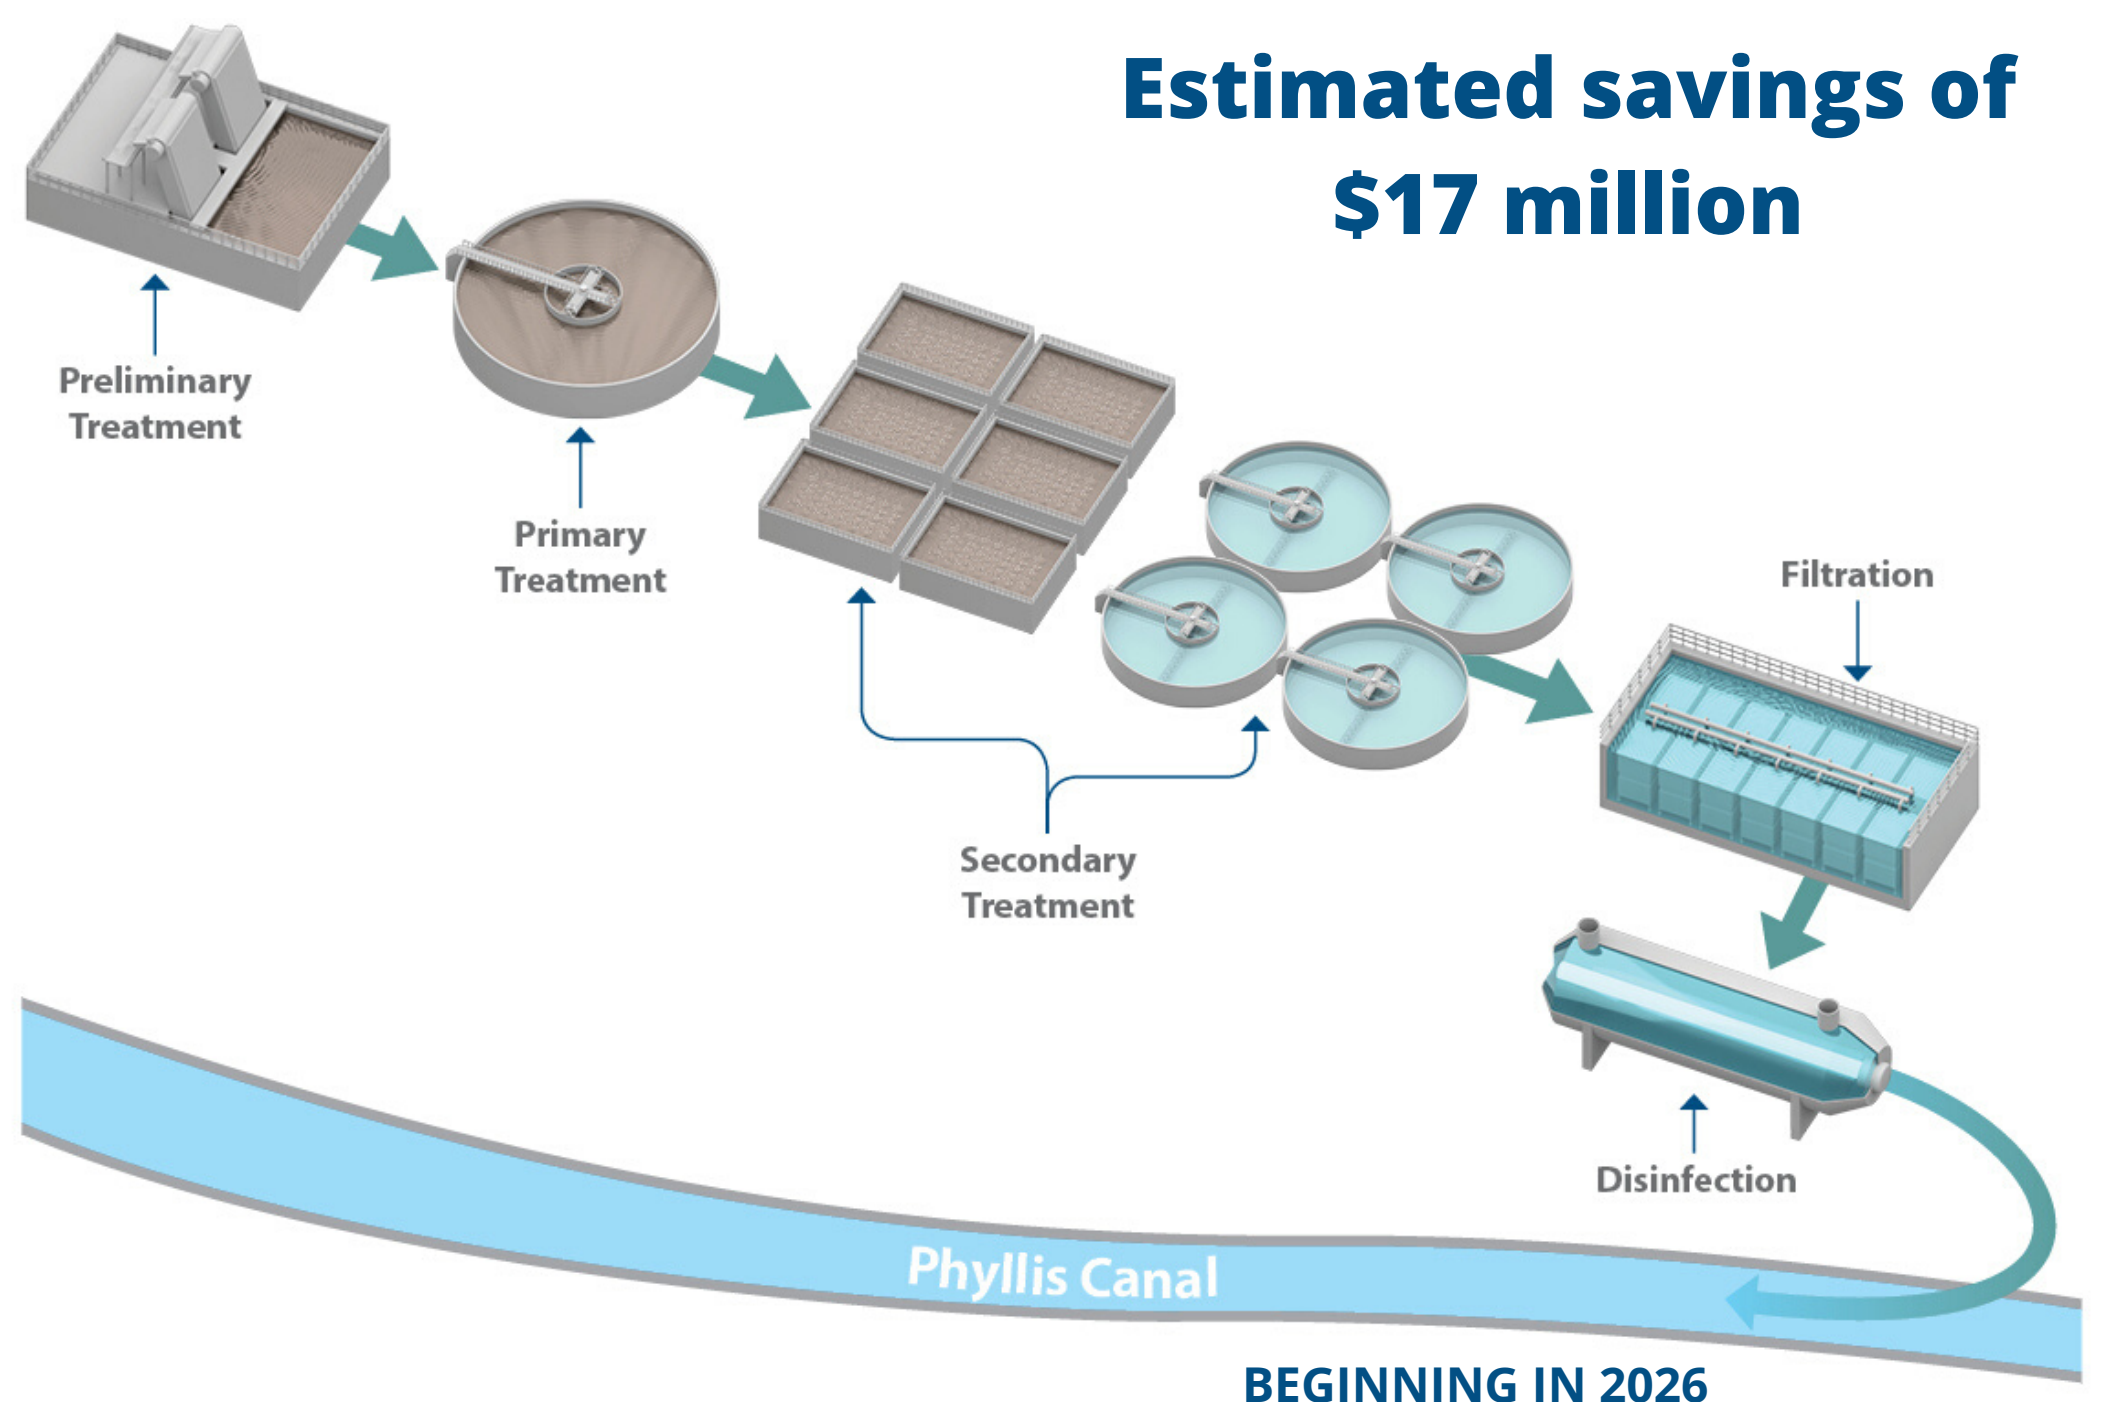 Estimated savings of
$17 million
Preliminary
Treatment
Primary
Treatment
Secondary
Treatment
Filtration
Disinfection
Phyllis Canal
BEGINNING IN 2026